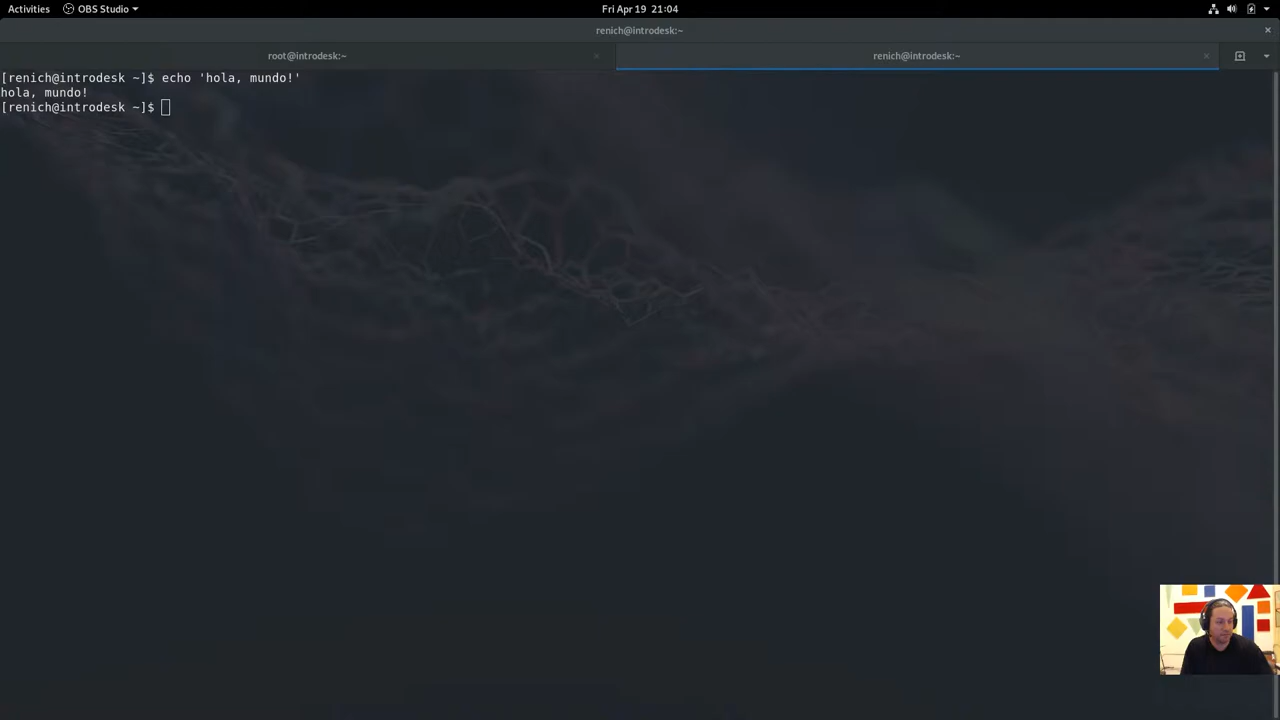 Activities OBS Studio Fri Apr 19 21:04
renich@introdesk:~
root@introdesk:~ renich@introdesk:~
[renich@introdesk ~]$ echo 'hola, mundo!'
hola, mundo!
[renich@introdesk ~]$